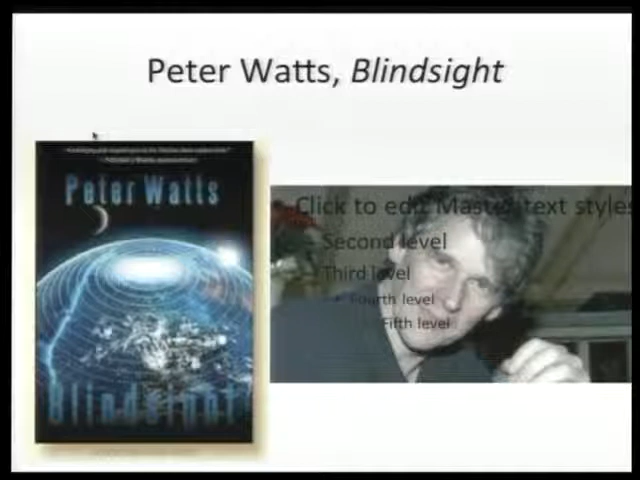 Peter Watts, Blindsight
Peter Watts
Blindsight
Click to edit Master text styles
Second level
Third level
Fourth level
Fifth level